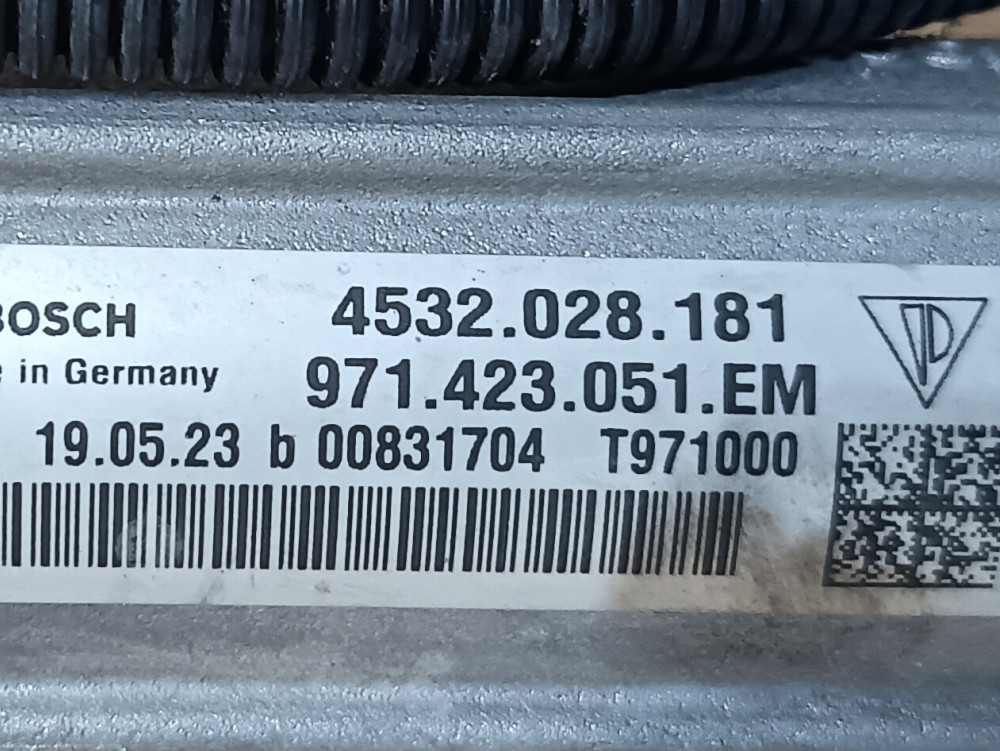 BOSCH 4532.028.181
in Germany 971.423.051.EM
19.05.23 b 00831704 T971000